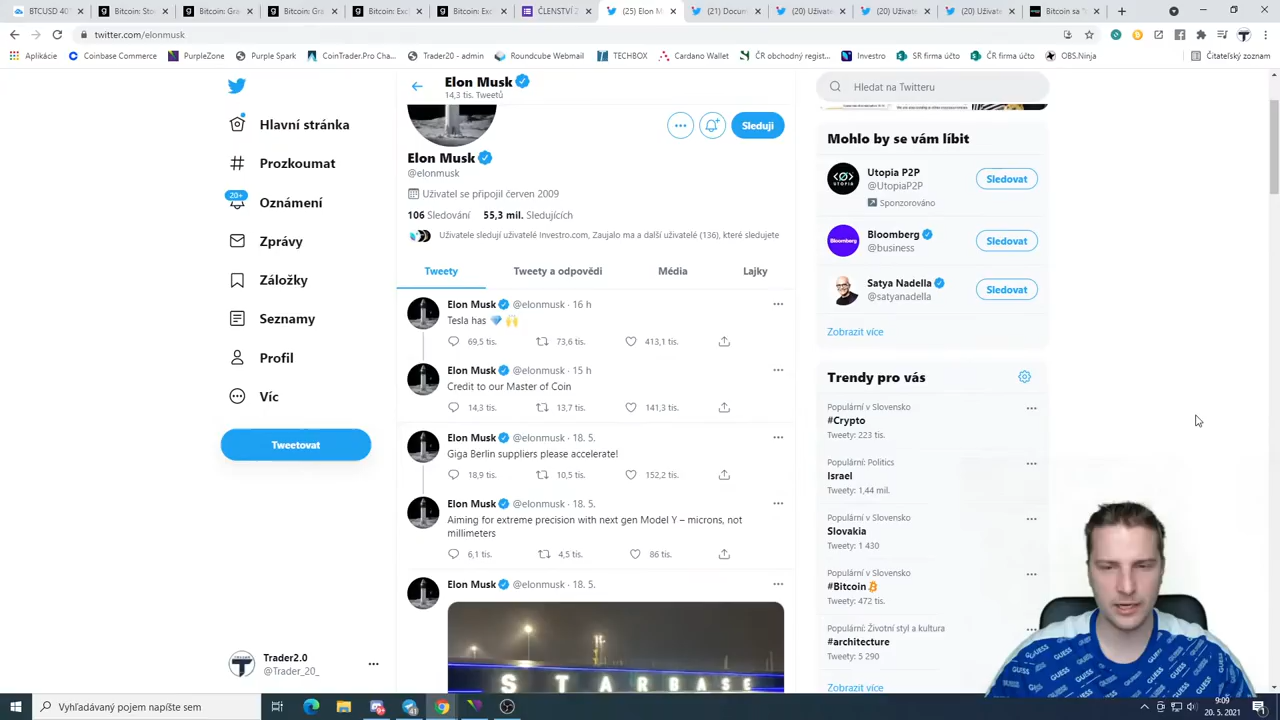 BTCUSD 40
Bitcoin Sto
Bitcoin: Gra
Bitcoin: Gra
Bitcoin: Exc
Bitcoin: Exc
ČLENSTVÍ 2
(25) Elon M
(21) Docum
(20) Uživate
(20) Uživate
(20) Uživate
Bitcoin sa T
twitter.com/elonmusk
Aplikácie
Coinbase Commerce
PurpleZone
Purple Spark
CoinTrader.Pro Cha...
Trader20 - admin
Roundcube Webmail
TECHBOX
Cardano Wallet
ČR obchodný regist...
Investro
SR firma účto
ČR firma účto
OBS.Ninja
Čitateľský zoznam
Hlavní stránka
Prozkoumat
20+
Oznámení
Zprávy
Záložky
Seznamy
Profil
Víc
Tweetovat
Trader2.0
@Trader_20_
Elon Musk
14,3 tis. Tweetů
Sleduji
Elon Musk
@elonmusk
Uživatel se připojil červen 2009
106 Sledování 55,3 mil. Sledujících
Uživatele sledují uživatelé Investro.com, Zaujalo ma a další uživatelé (136), které sledujete
Tweety
Tweety a odpovědi
Média
Lajky
Elon Musk @elonmusk · 16 h
Tesla has 💎 🙌
69,5 tis. 73,6 tis. 413,1 tis.
Elon Musk @elonmusk · 15 h
Credit to our Master of Coin
14,3 tis. 13,7 tis. 141,3 tis.
Elon Musk @elonmusk · 18. 5.
Giga Berlin suppliers please accelerate!
18,9 tis. 10,5 tis. 152,2 tis.
Elon Musk @elonmusk · 18. 5.
Aiming for extreme precision with next gen Model Y – microns, not
millimeters
6,1 tis. 4,5 tis. 86 tis.
Elon Musk @elonmusk · 18. 5.
STARBASE
Hledat na Twitteru
Mohlo by se vám líbit
UTOPIA
Utopia P2P
@UtopiaP2P
Sponzorováno
Sledovat
Bloomberg
Bloomberg
@business
Sledovat
Satya Nadella
@satyanadella
Sledovat
Zobrazit více
Trendy pro vás
Populární v Slovensko
#Crypto
Tweety: 223 tis.
Populární: Politics
Israel
Tweety: 1,44 mil.
Populární v Slovensko
Slovakia
Tweety: 1 430
Populární v Slovensko
#Bitcoin
Tweety: 472 tis.
Populární: Životní styl a kultura
#architecture
Tweety: 5 290
Zobrazit více
GUESS
Vyhľadávaný pojem napíšte sem
9:09
20. 5. 2021